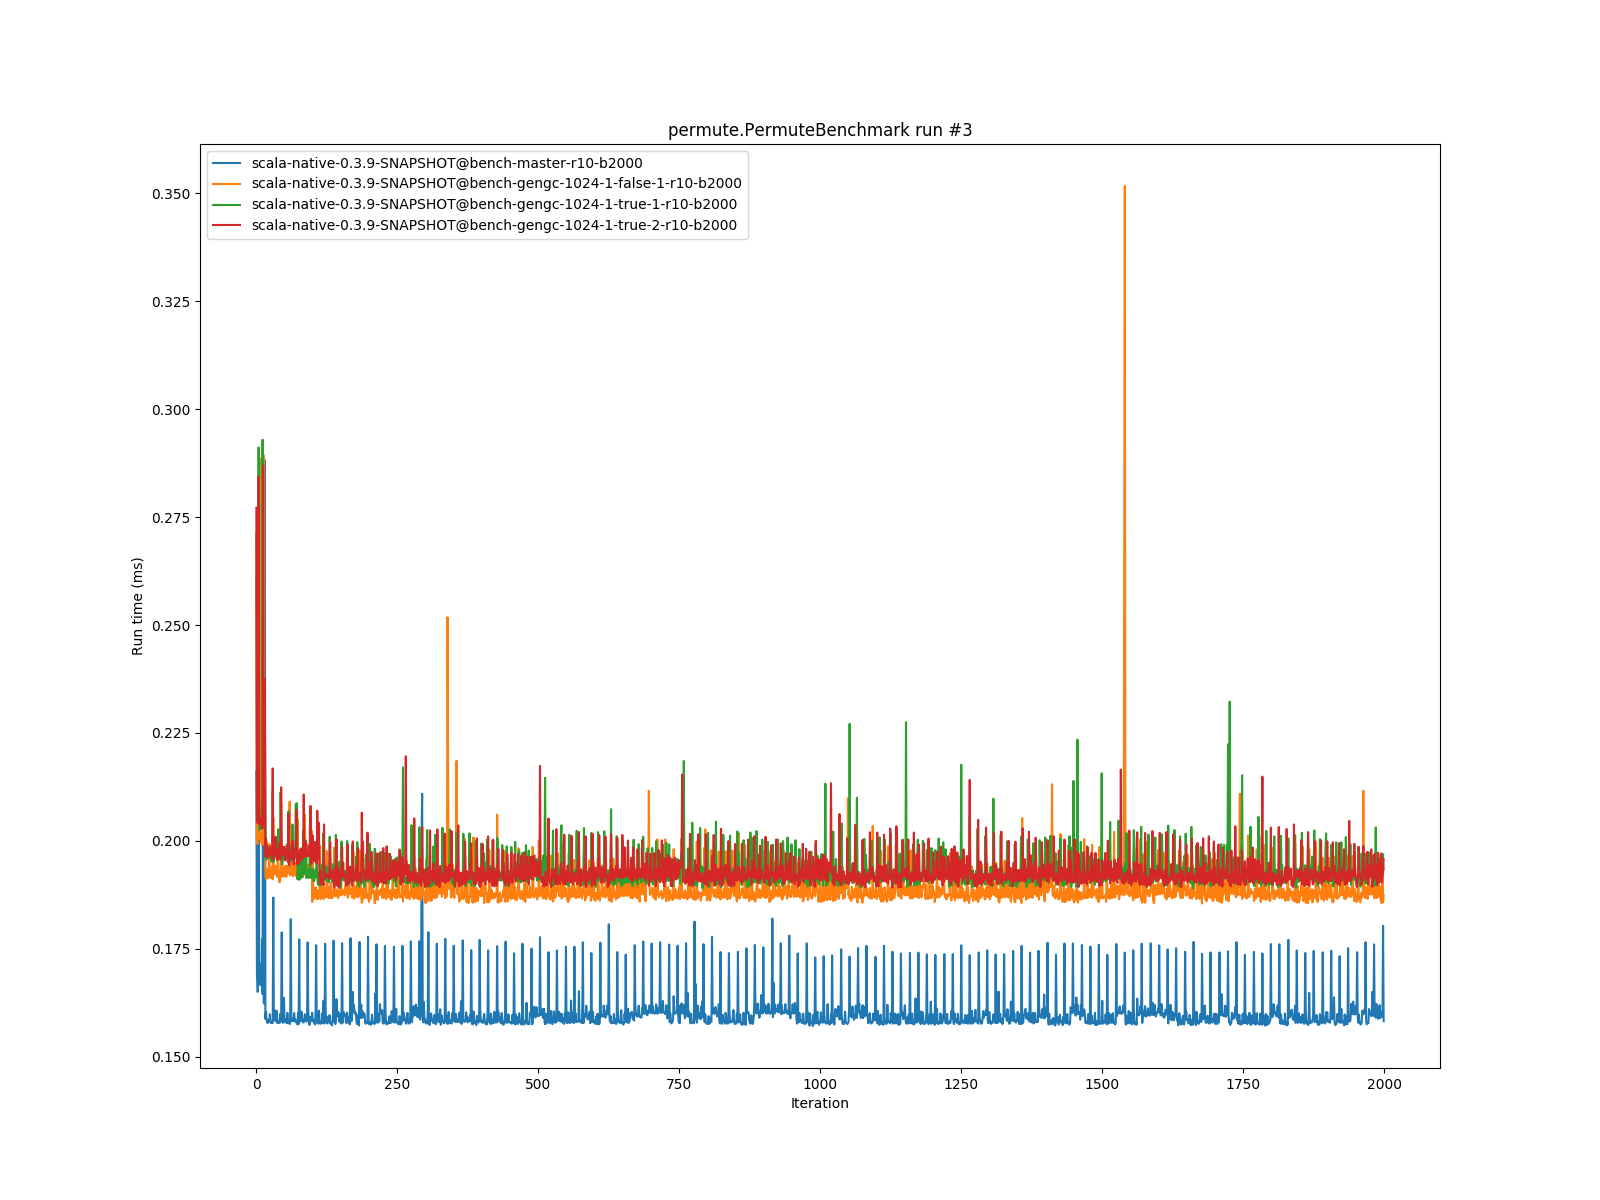 permute.PermuteBenchmark run #3
scala-native-0.3.9-SNAPSHOT@bench-master-r10-b2000
scala-native-0.3.9-SNAPSHOT@bench-gengc-1024-1-false-1-r10-b2000
scala-native-0.3.9-SNAPSHOT@bench-gengc-1024-1-true-1-r10-b2000
scala-native-0.3.9-SNAPSHOT@bench-gengc-1024-1-true-2-r10-b2000
0.350
0.325
0.300
0.275
0.250
0.225
0.200
0.175
0.150
Run time (ms)
0 250 500 750 1000 1250 1500 1750 2000
Iteration